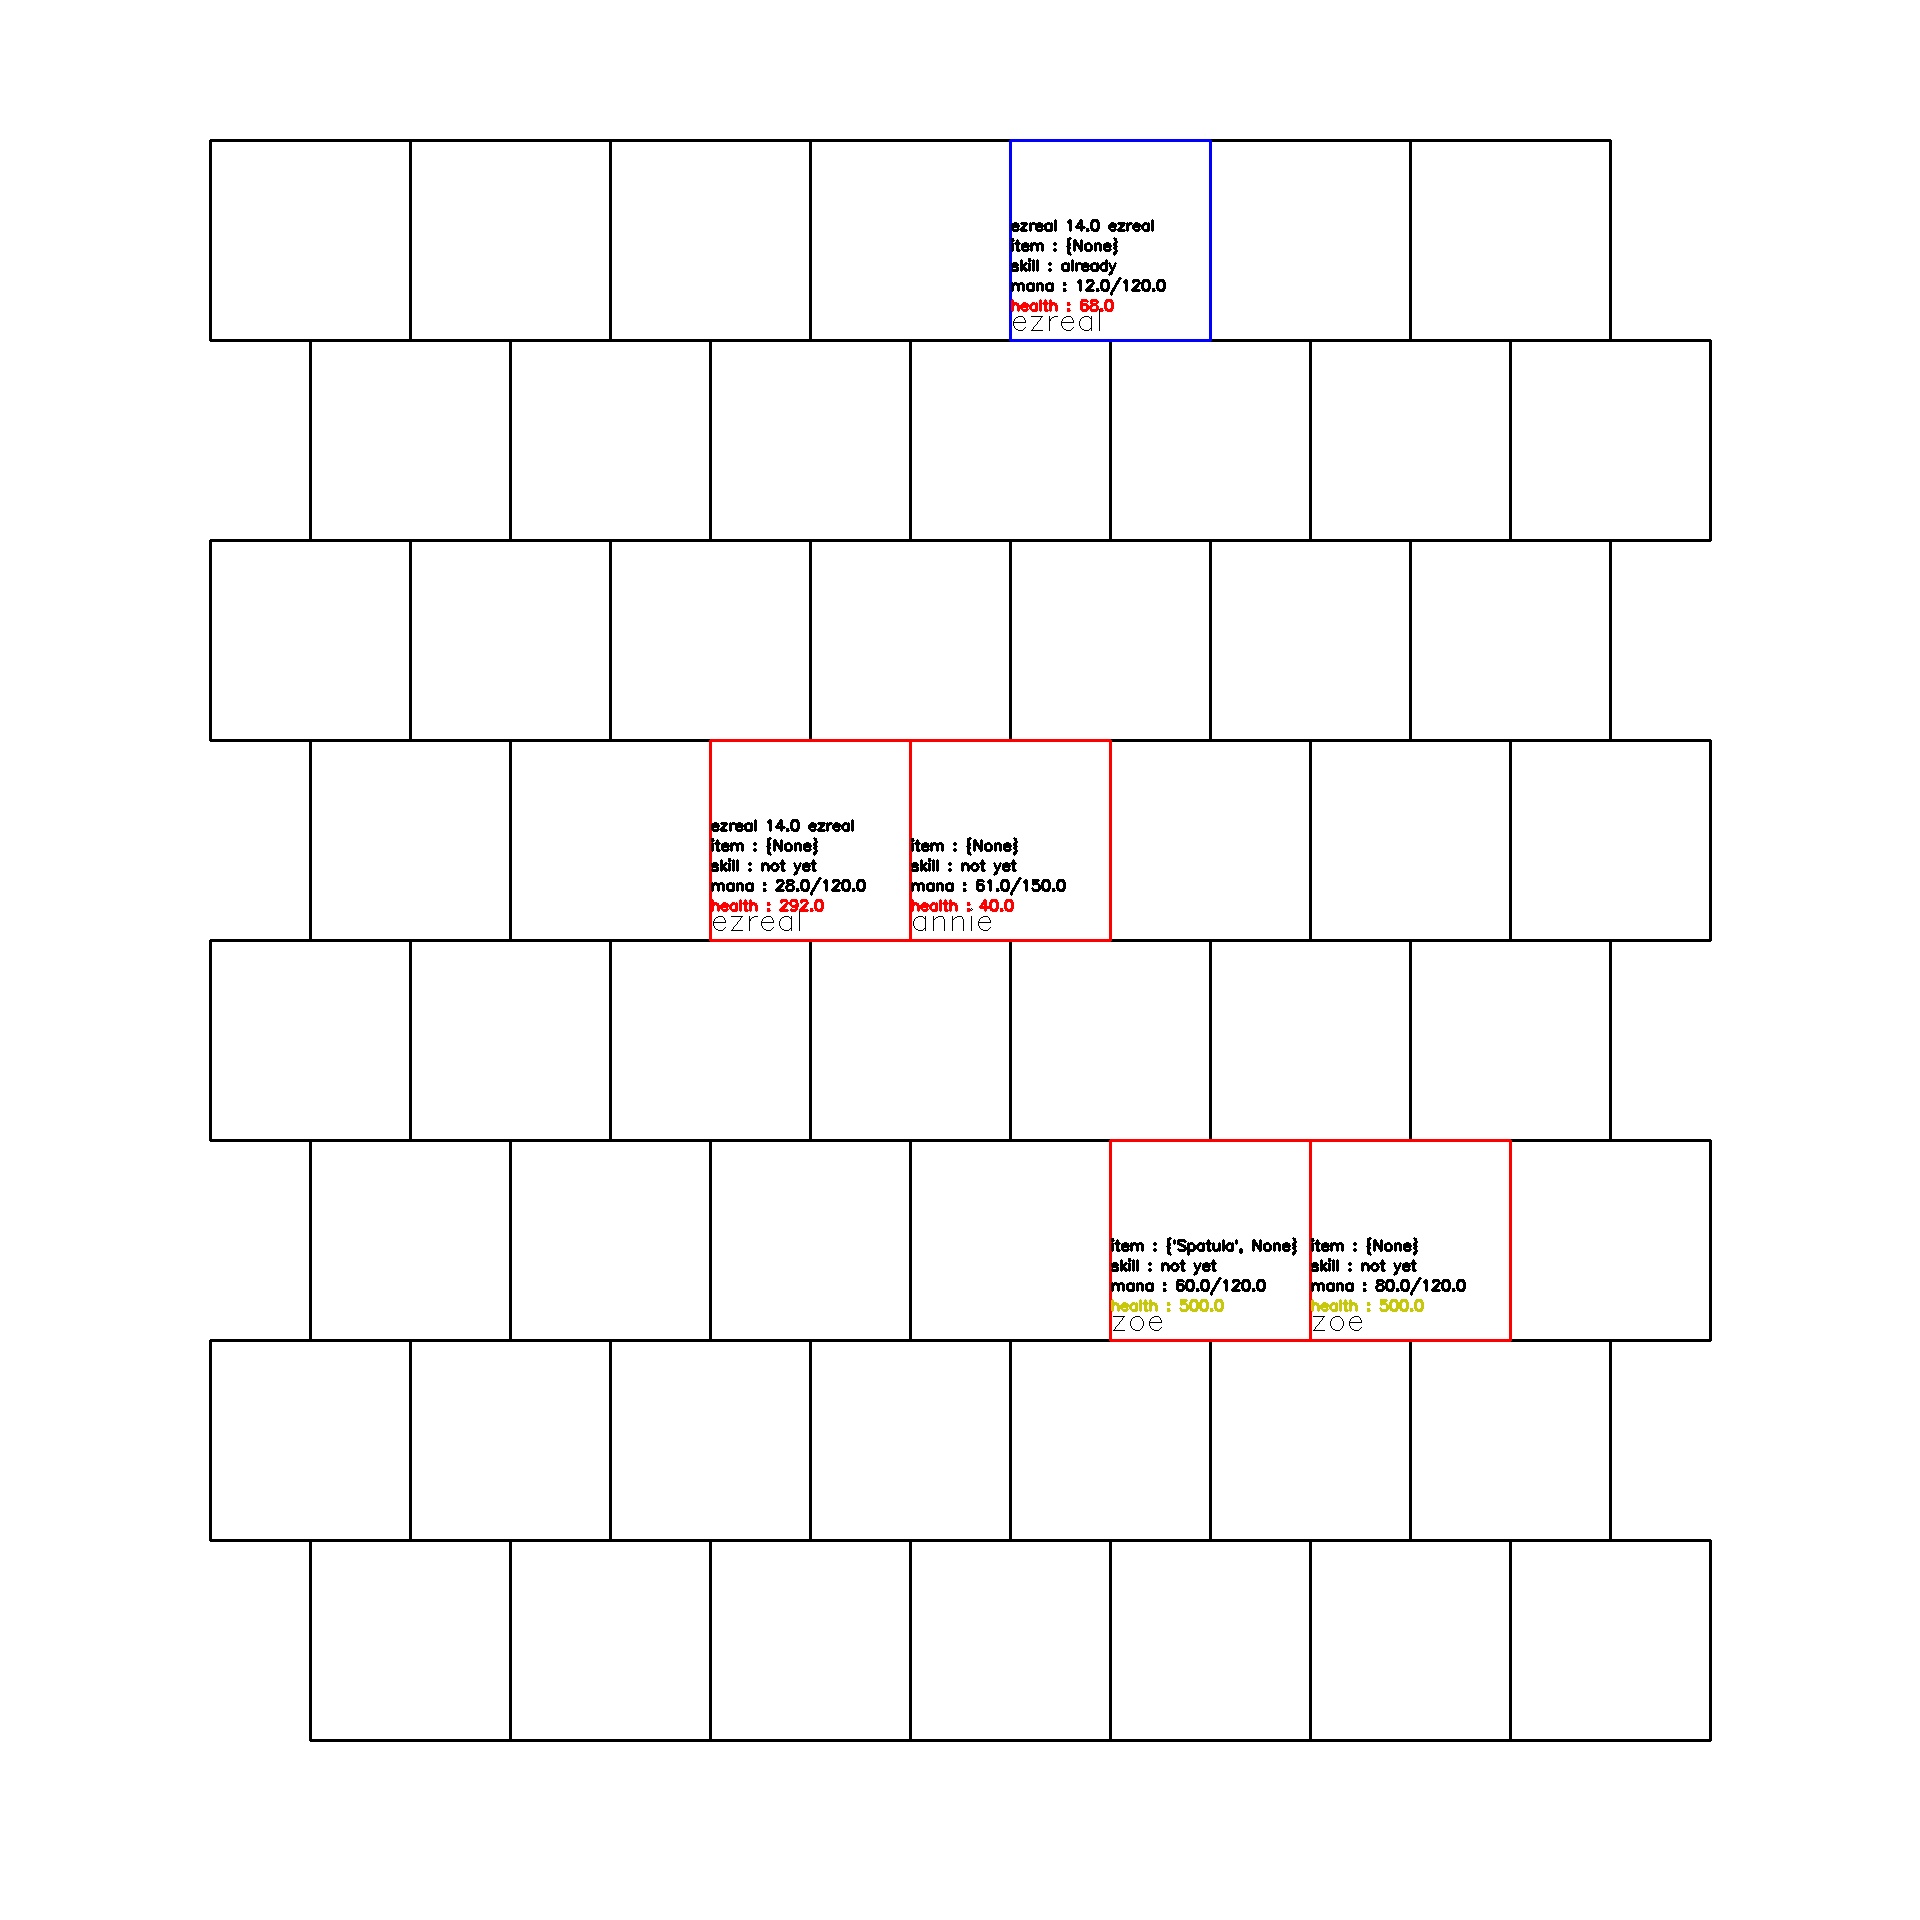 ezreal 14.0 ezreal
item : {None}
skill : already
mana : 12.0/120.0
health : 68.0
ezreal
ezreal 14.0 ezreal
item : {None}
skill : not yet
mana : 28.0/120.0
health : 292.0
ezreal
item : {None}
skill : not yet
mana : 61.0/150.0
health : 40.0
annie
item : {'Spatula', None}
skill : not yet
mana : 60.0/120.0
health : 500.0
zoe
item : {None}
skill : not yet
mana : 80.0/120.0
health : 500.0
zoe